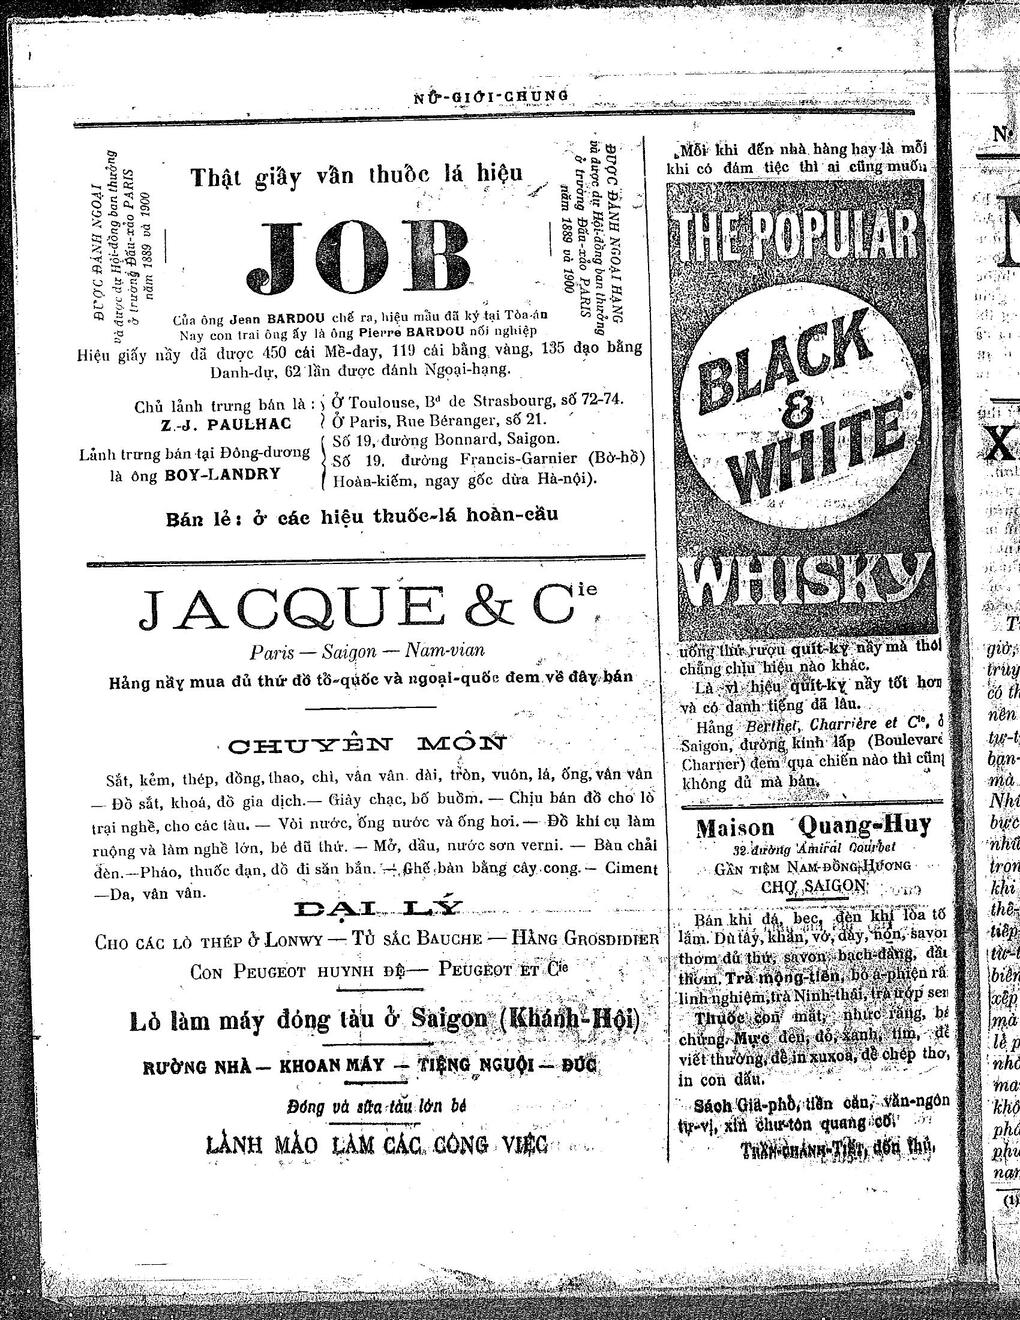 NỮ-GIỚI-CHUNG
ĐƯỢC ĐÁNH NGOẠI
và được dự Hội-đồng ban thưởng
ở trường Đấu-xảo PARIS
năm 1889 và 1900
Thật giấy vấn thuốc lá hiệu
JOB
ĐƯỢC ĐÁNH NGOẠI HẠNG
và được dự Hội-đồng ban thưởng
ở trường Đấu-xảo PARIS
năm 1889 và 1900
Của ông Jean BARDOU chế ra, hiệu mẫu đã ký tại Tòa-án
Nay con trai ông ấy là ông Pierre BARDOU nối nghiệp
Hiệu giấy nầy đã được 450 cái Mề-đay, 119 cái bằng vàng, 135 đạo bằng
Danh-dự, 62 lần được đánh Ngoại-hạng.
Chủ lảnh trưng bán là :
Z.-J. PAULHAC
Ở Toulouse, Bd de Strasbourg, số 72-74.
Ở Paris, Rue Béranger, số 21.
Lảnh trưng bán tại Đông-dương
là ông BOY-LANDRY
Số 19, đường Bonnard, Saigon.
Số 19, đường Francis-Garnier (Bờ-hồ)
Hoàn-kiếm, ngay gốc dừa Hà-nội).
Bán lẻ : ở các hiệu thuốc-lá hoàn-cầu
JACQUE & Cie
Paris — Saigon — Nam-vian
Hảng nầy mua đủ thứ đồ tổ-quốc và ngoại-quốc đem về đây bán
CHUYÊN MÔN
Sắt, kẻm, thép, đồng, thao, chì, vân vân dài, tròn, vuôn, lá, ống, vân vân
— Đồ sắt, khoá, đồ gia dịch.— Giây chạc, bố buồm. — Chịu bán đồ cho lò
trại nghề, cho các tàu. — Vòi nước, ống nước và ống hơi. — Đồ khí cụ làm
ruộng và làm nghề lớn, bé đũ thứ. — Mở, dầu, nước sơn verni. — Bàn chải
đèn.—Pháo, thuốc đạn, đồ đi săn bắn. — Ghế bàn bằng cây cong. — Ciment
—Da, vân vân.
ĐẠI LÝ
CHO CÁC LÒ THÉP Ở LONWY — TỦ SẮC BAUCHE — HẢNG GROSDIDIER
CON PEUGEOT HUYNH ĐỆ— PEUGEOT ET Cie
Lò làm máy đóng tàu ở Saigon (Khánh-Hội)
RƯỜNG NHÀ — KHOAN MÁY — TIỆNG NGUỘI — ĐÚC
Đóng và sữa tàu lớn bé
LẢNH MÀO LÀM CÁC CÔNG VIỆC
Mỗi khi đến nhà hàng hay là mỗi
khi có đám tiệc thì ai cũng muốn
THE POPULAR
BLACK
&
WHITE
WHISKY
uống thứ rượu quít-ky nầy mà thôi
chẳng chịu hiệu nào khác.
Là vì hiệu quít-ky nầy tốt hơn
và có danh tiếng đã lâu.
Hảng Berthet, Charrière et Cie, ở
Saigon, đường kinh lấp (Boulevard
Charner) đem qua chiến nào thì cũng
không đủ mà bán.
Maison Quang-Huy
32 đường Amiral Courbet
GẦN TIỆM NAM-ĐỒNG-HƯƠNG
CHỢ SAIGON
Bán khi đá, bec, đèn khí lòa tố
lắm. Dù tây, khăn, vớ, dày, nón, savon
thơm đủ thứ, savon bạch-đàng, dầu
thơm. Trà mộng-tiên, bỏ á-phiện rấ
linh nghiệm, trà Ninh-thái, trà ướp sen
Thuốc con mắt, nhức răng, bá
chứng. Mực đen, đỏ, xanh, tím, để
viết thường, để in xuxoa, để chép thơ,
in con dấu.
Sách Gia-phổ, tiền căn, văn-ngôn
tự-vị, xin chư-tôn quang cố.
TRẦN-CHÁNH-TIẾT, đốn thủ.